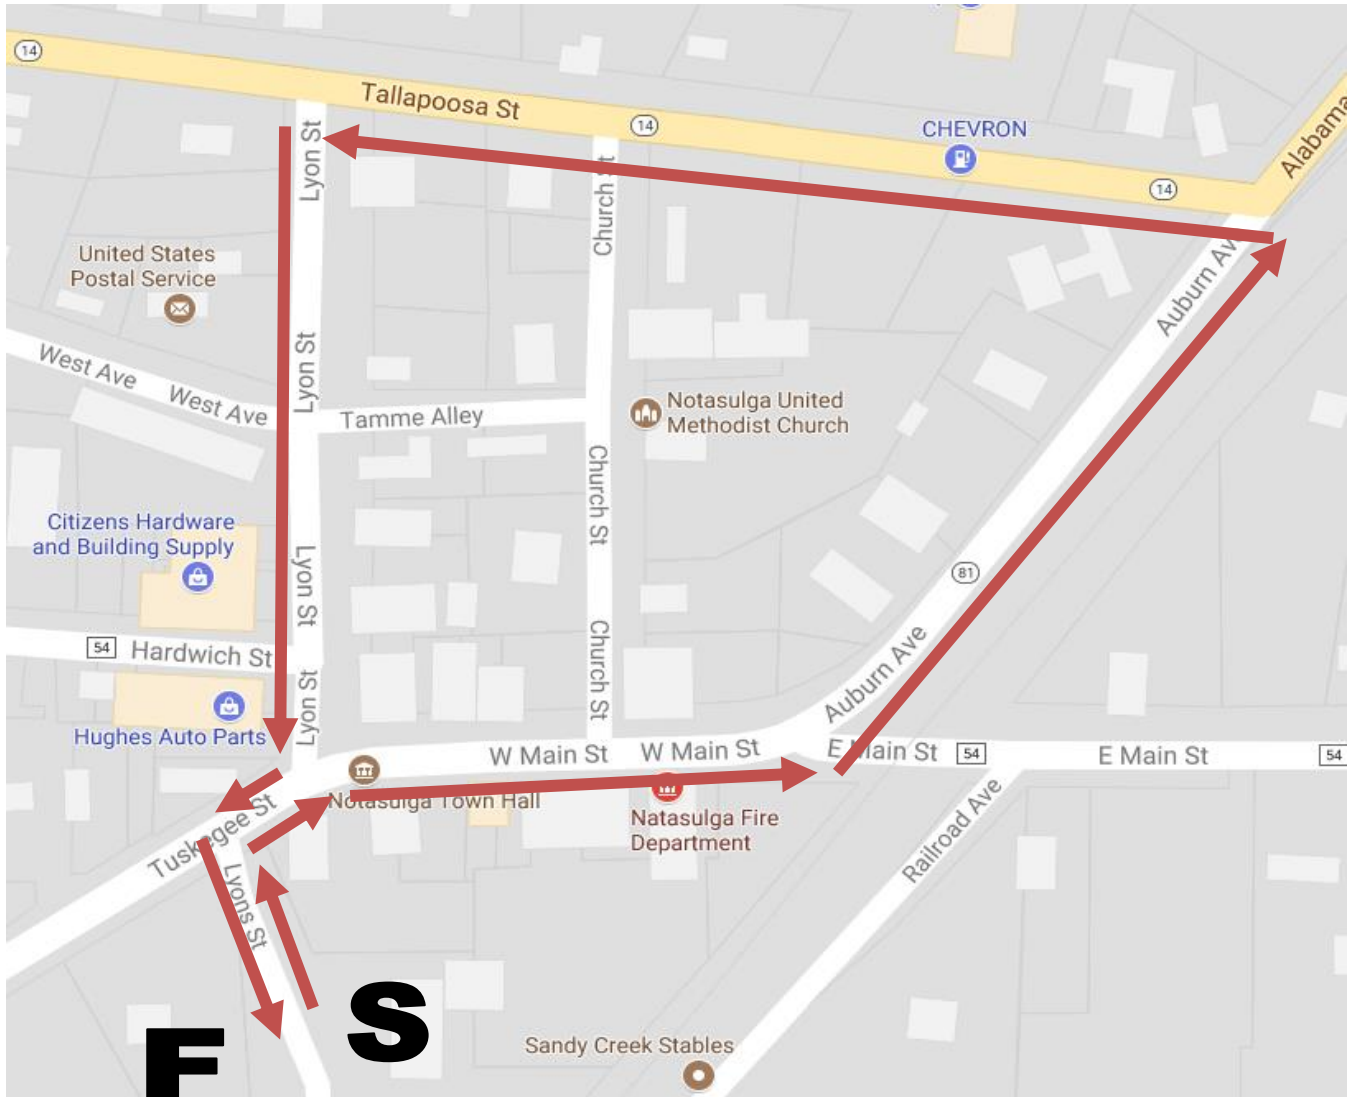 14
Tallapoosa St
14
CHEVRON
14
Alabama
Lyon St
Church St
United States
Postal Service
Auburn Av
West Ave
West Ave
Lyon St
Tamme Alley
Notasulga United
Methodist Church
Church St
Citizens Hardware
and Building Supply
Lyon St
81
54
Hardwich St
Church St
Auburn Ave
Lyon St
Hughes Auto Parts
W Main St
W Main St
E Main St
54
E Main St
54
Notasulga Town Hall
Natasulga Fire
Department
Tuskegee St
Railroad Ave
Lyons St
S
F
Sandy Creek Stables